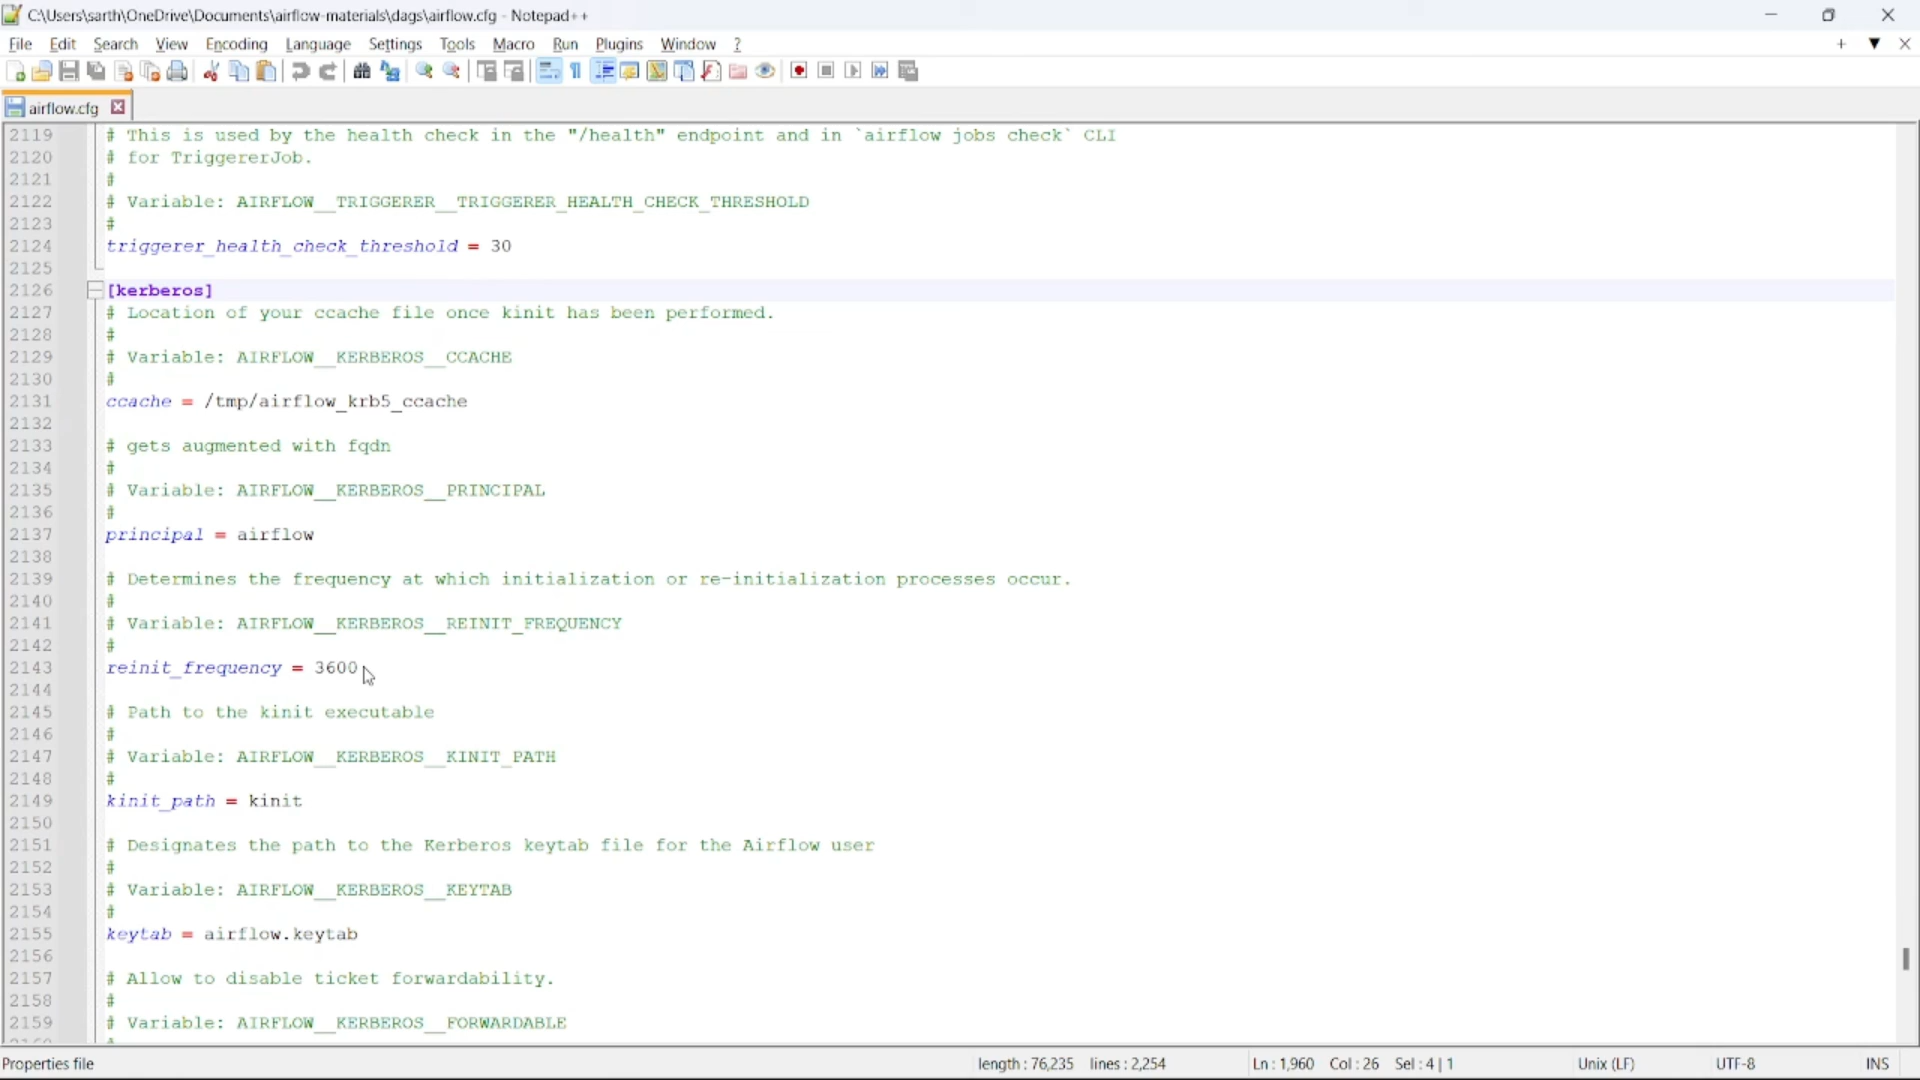 C:\Users\sarth\OneDrive\Documents\airflow-materials\dags\airflow.cfg - Notepad++
File Edit Search View Encoding Language Settings Tools Macro Run Plugins Window ?
airflow.cfg
2119 # This is used by the health check in the "/health" endpoint and in `airflow jobs check` CLI
2120 # for TriggererJob.
2121 #
2122 # Variable: AIRFLOW__TRIGGERER__TRIGGERER_HEALTH_CHECK_THRESHOLD
2123 #
2124 triggerer_health_check_threshold = 30
2125
2126 [kerberos]
2127 # Location of your ccache file once kinit has been performed.
2128 #
2129 # Variable: AIRFLOW__KERBEROS__CCACHE
2130 #
2131 ccache = /tmp/airflow_krb5_ccache
2132
2133 # gets augmented with fqdn
2134 #
2135 # Variable: AIRFLOW__KERBEROS__PRINCIPAL
2136 #
2137 principal = airflow
2138
2139 # Determines the frequency at which initialization or re-initialization processes occur.
2140 #
2141 # Variable: AIRFLOW__KERBEROS__REINIT_FREQUENCY
2142 #
2143 reinit_frequency = 3600
2144
2145 # Path to the kinit executable
2146 #
2147 # Variable: AIRFLOW__KERBEROS__KINIT_PATH
2148 #
2149 kinit_path = kinit
2150
2151 # Designates the path to the Kerberos keytab file for the Airflow user
2152 #
2153 # Variable: AIRFLOW__KERBEROS__KEYTAB
2154 #
2155 keytab = airflow.keytab
2156
2157 # Allow to disable ticket forwardability.
2158 #
2159 # Variable: AIRFLOW__KERBEROS__FORWARDABLE
Properties file length : 76,235 lines : 2,254 Ln : 1,960 Col : 26 Sel : 4 | 1 Unix (LF) UTF-8 INS